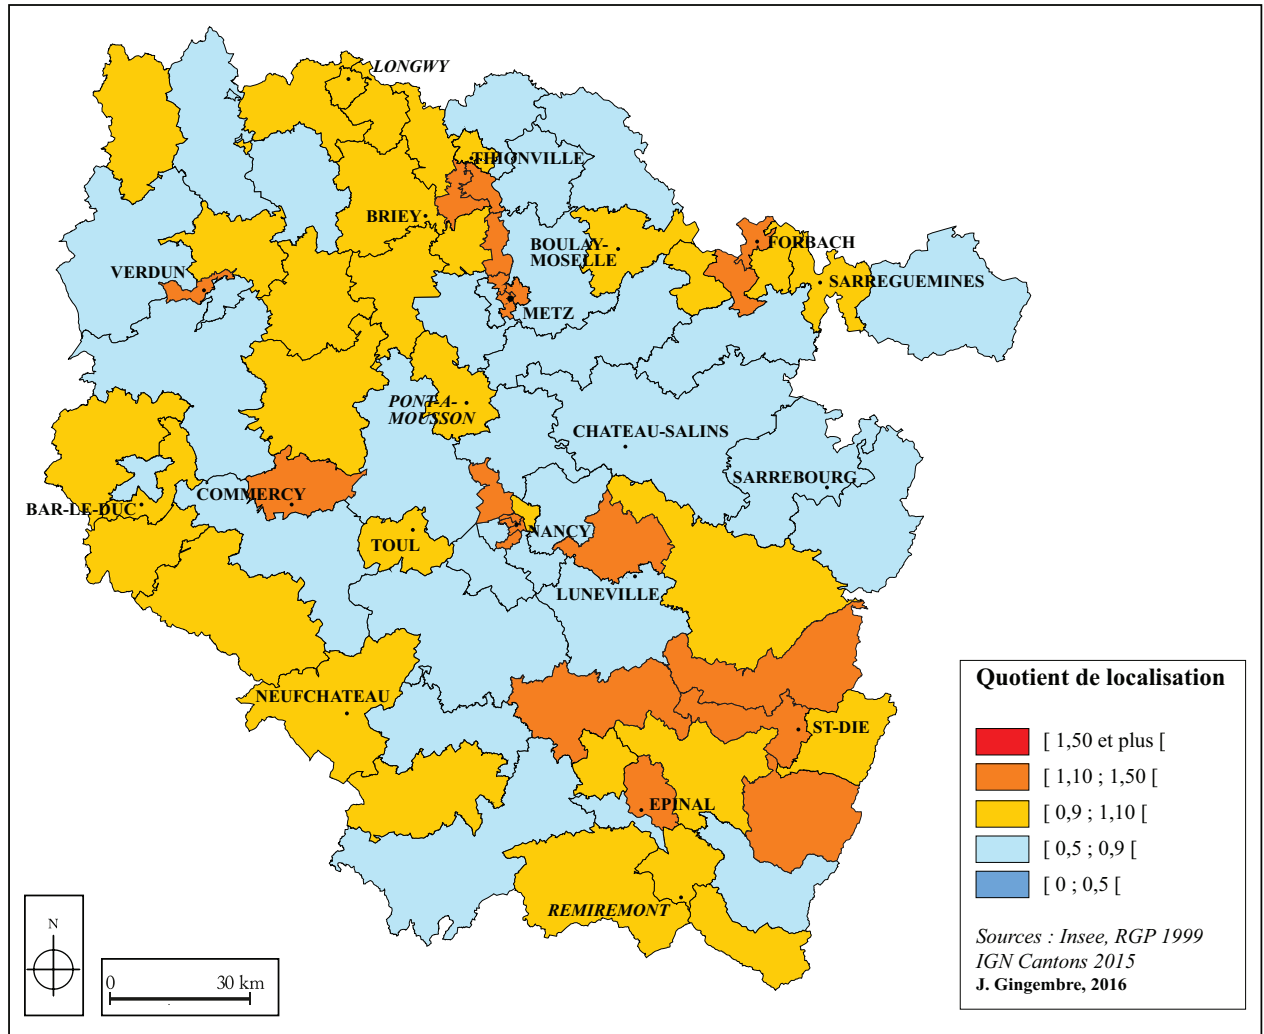 LONGWY
THIONVILLE
BRIEY
BOULAY-
MOSELLE
FORBACH
VERDUN
SARREGUEMINES
METZ
PONT-A-
MOUSSON
CHATEAU-SALINS
SARREBOURG
COMMERCY
BAR-LE-DUC
NANCY
TOUL
LUNEVILLE
NEUFCHATEAU
ST-DIE
EPINAL
REMIREMONT
Quotient de localisation
[ 1,50 et plus [
[ 1,10 ; 1,50 [
[ 0,9 ; 1,10 [
[ 0,5 ; 0,9 [
[ 0 ; 0,5 [
Sources : Insee, RGP 1999
IGN Cantons 2015
J. Gingembre, 2016
N
0 30 km